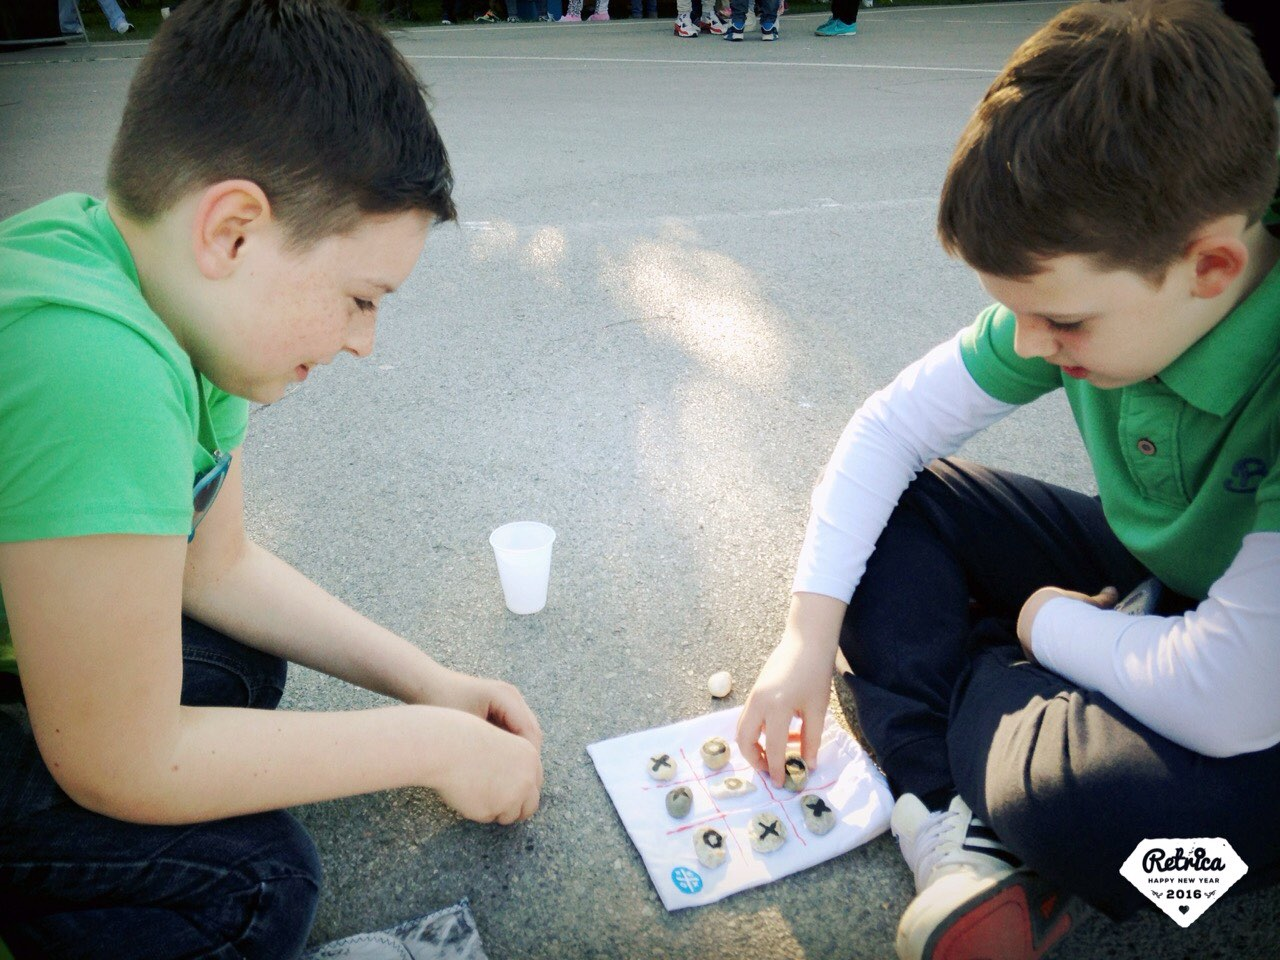 X O O
X O X
O X
Retrica
HAPPY NEW YEAR
2016